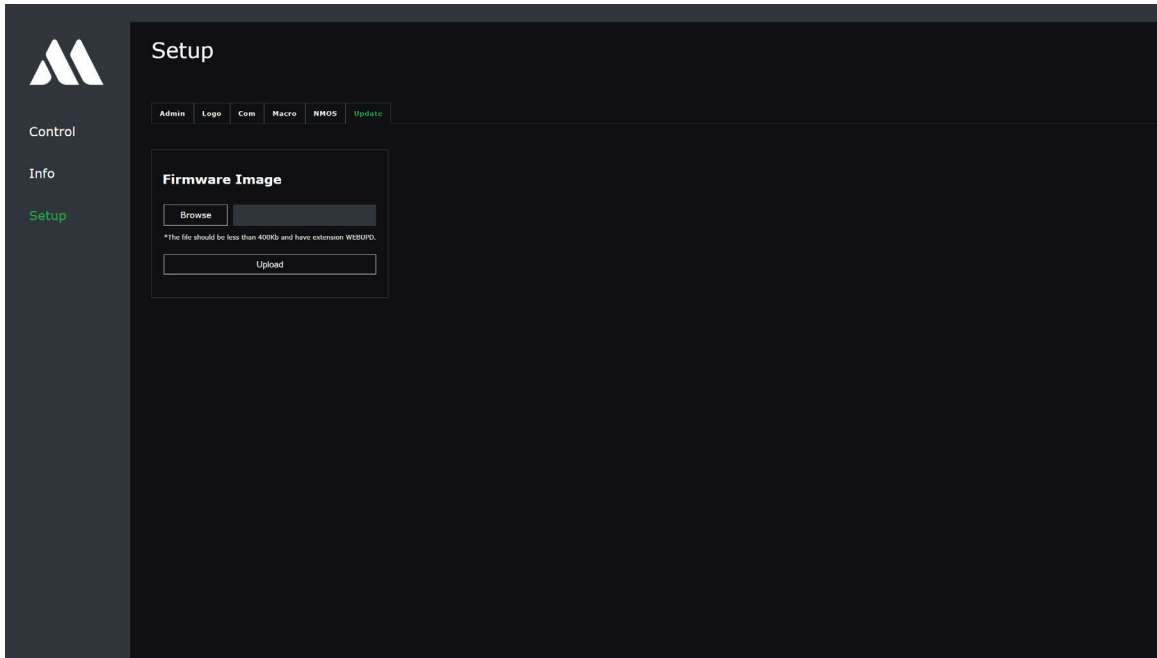 Setup
Control
Info
Setup
Admin Logo Com Macro NMOS Update
Firmware Image
Browse
*The file should be less than 400Kb and have extension WEBUPD.
Upload